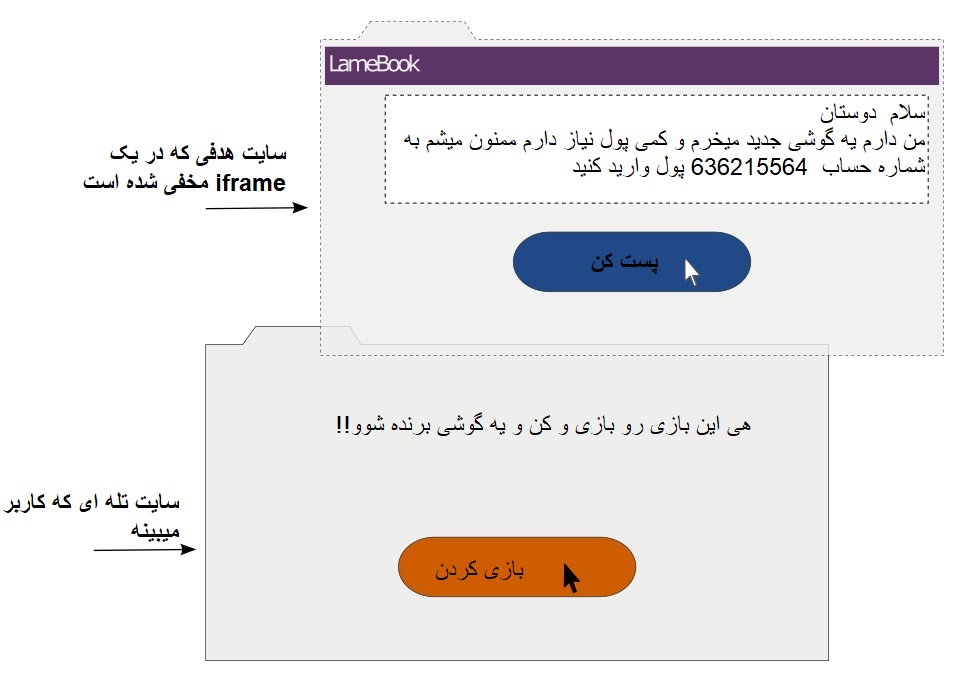 LameBook
سلام دوستان
من دارم یه گوشی جدید میخرم و کمی پول نیاز دارم ممنون میشم به
شماره حساب 636215564 پول وارید کنید
پست کن
سایت هدفی که در یک
iframe مخفی شده است
هی این بازی رو بازی و کن و یه گوشی برنده شوو!!
بازی کردن
سایت تله ای که کاربر
میبینه